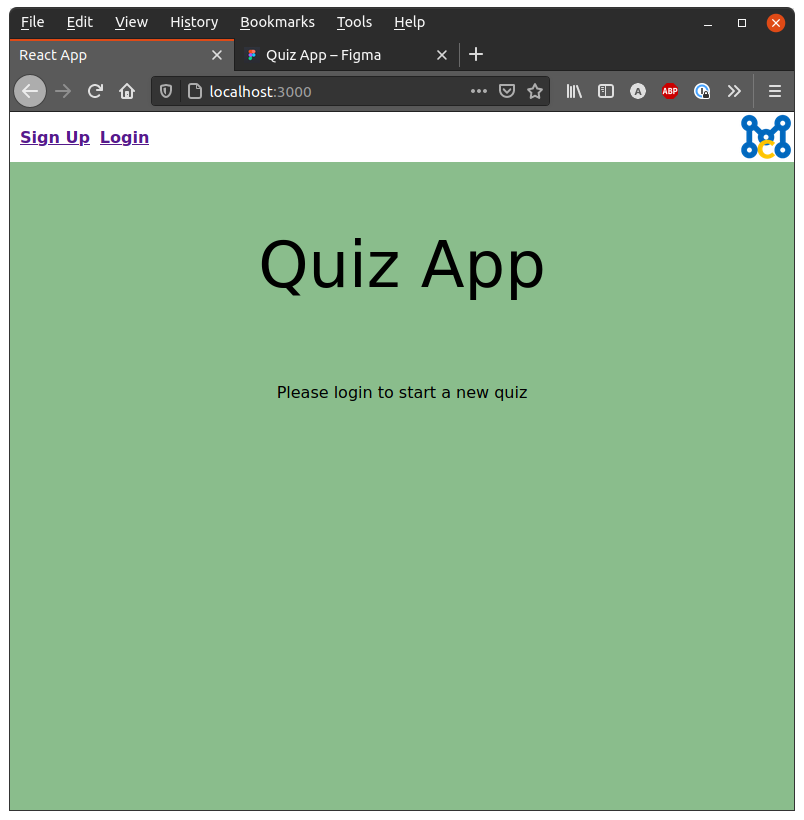 File Edit View History Bookmarks Tools Help
React App Quiz App – Figma
localhost:3000 A ABP
Sign Up Login
Quiz App
Please login to start a new quiz